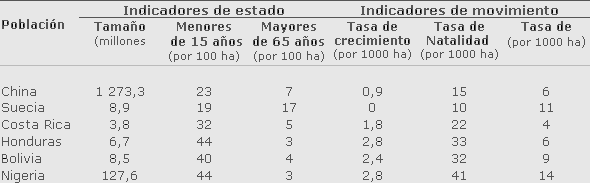 Indicadores de estado Indicadores de movimiento
Población Tamaño Menores Mayores Tasa de Tasa de Tasa de
(millones de 15 años de 65 años crecimiento Natalidad (por 1000 ha)
(por 100 ha) (por 100 ha) (por 1000 ha) (por 1000 ha)
China 1 273,3 23 7 0,9 15 6
Suecia 8,9 19 17 0 10 11
Costa Rica 3,8 32 5 1,8 22 4
Honduras 6,7 44 3 2,8 33 6
Bolivia 8,5 40 4 2,4 32 9
Nigeria 127,6 44 3 2,8 41 14